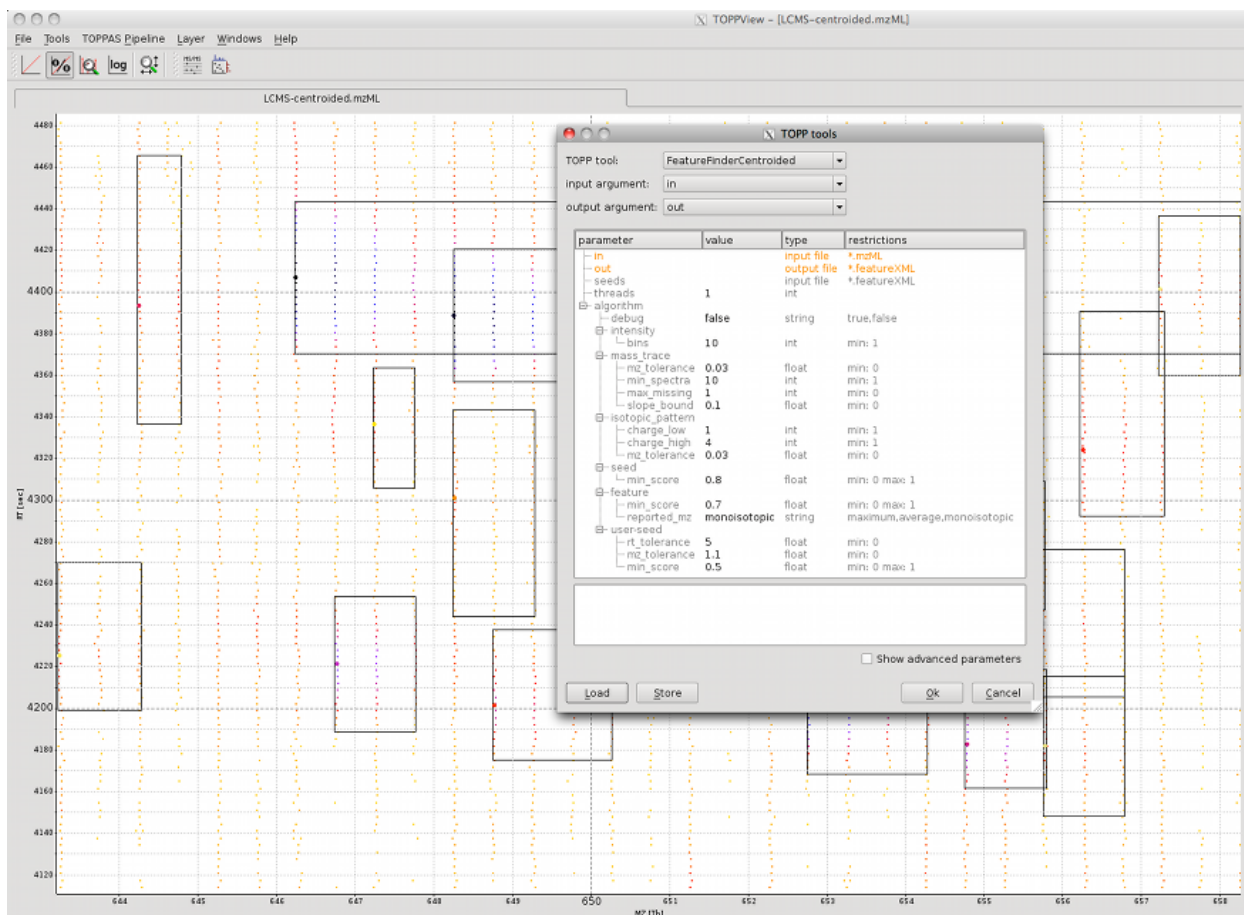 TOPPView – [LCMS-centroided.mzML]
File Tools TOPPAS Pipeline Layer Windows Help
% log MS/MS
LCMS-centroided.mzML
TOPP tools
TOPP tool: FeatureFinderCentroided
input argument: in
output argument: out
parameter value type restrictions
in input file *.mzML
out output file *.featureXML
seeds input file *.featureXML
threads 1 int
algorithm
debug false string true,false
intensity
bins 10 int min: 1
mass_trace
mz_tolerance 0.03 float min: 0
min_spectra 10 int min: 1
max_missing 1 int min: 0
slope_bound 0.1 float min: 0
isotopic_pattern
charge_low 1 int min: 1
charge_high 4 int min: 1
mz_tolerance 0.03 float min: 0
seed
min_score 0.8 float min: 0 max: 1
feature
min_score 0.7 float min: 0 max: 1
reported_mz monoisotopic string maximum,average,monoisotopic
user-seed
rt_tolerance 5 float min: 0
mz_tolerance 1.1 float min: 0
min_score 0.5 float min: 0 max: 1
Show advanced parameters
Load Store Ok Cancel
4480
4460
4440
4420
4400
4380
4360
4340
4320
4300
4280
4260
4240
4220
4200
4180
4160
4140
4120
RT [sec]
644 645 646 647 648 649 650 651 652 653 654 655 656 657 658
MZ [Th]